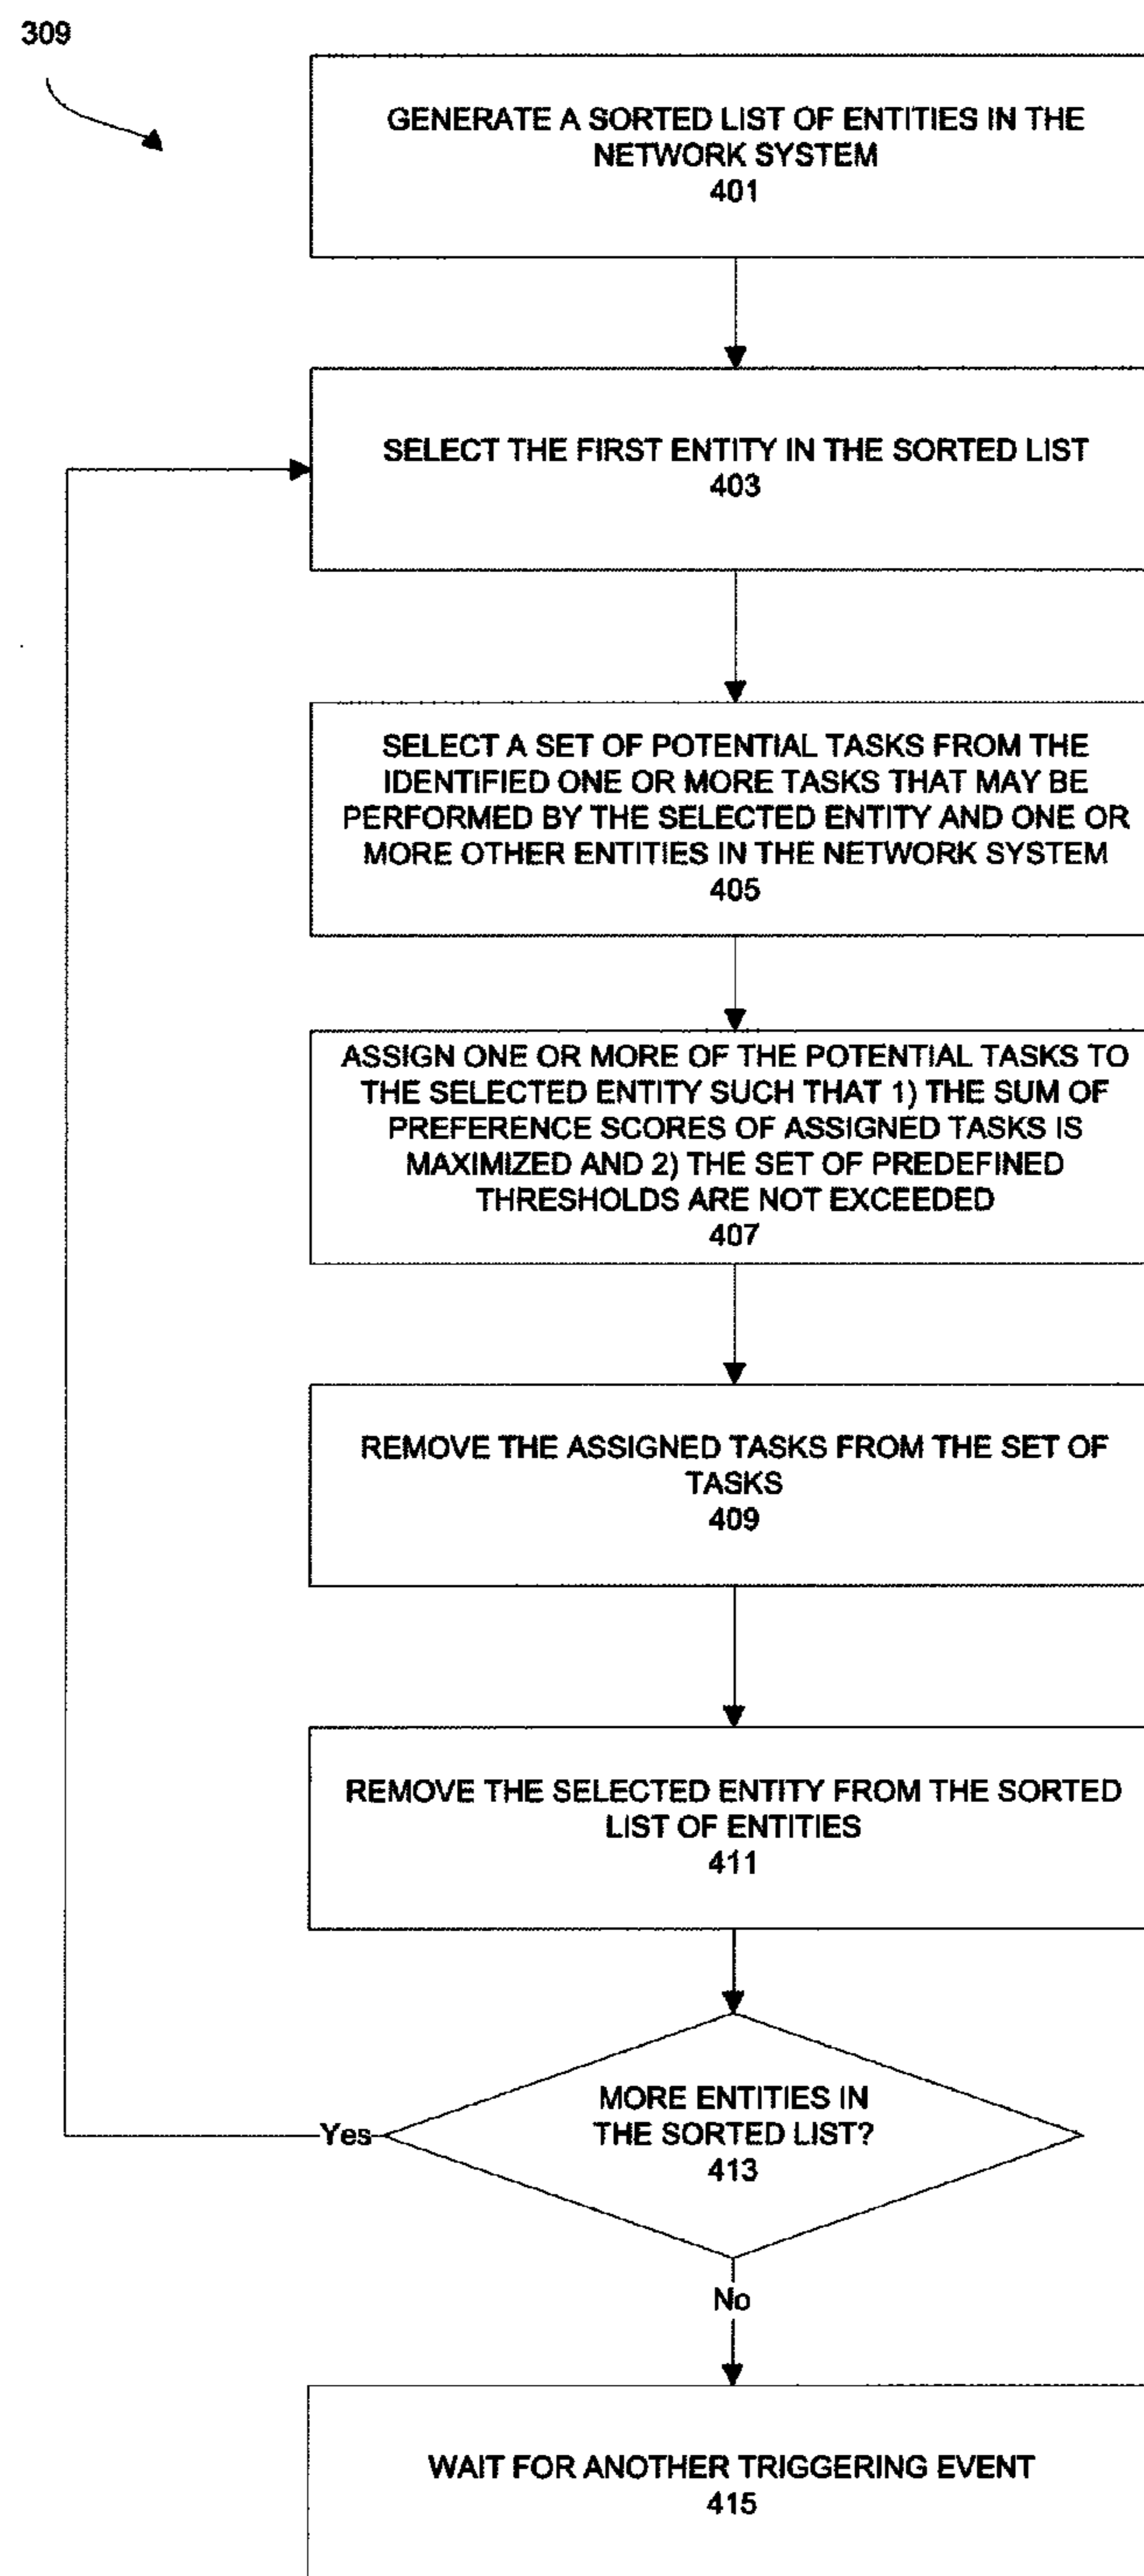 309
GENERATE A SORTED LIST OF ENTITIES IN THE
NETWORK SYSTEM
401
SELECT THE FIRST ENTITY IN THE SORTED LIST
403
SELECT A SET OF POTENTIAL TASKS FROM THE
IDENTIFIED ONE OR MORE TASKS THAT MAY BE
PERFORMED BY THE SELECTED ENTITY AND ONE OR
MORE OTHER ENTITIES IN THE NETWORK SYSTEM
405
ASSIGN ONE OR MORE OF THE POTENTIAL TASKS TO
THE SELECTED ENTITY SUCH THAT 1) THE SUM OF
PREFERENCE SCORES OF ASSIGNED TASKS IS
MAXIMIZED AND 2) THE SET OF PREDEFINED
THRESHOLDS ARE NOT EXCEEDED
407
REMOVE THE ASSIGNED TASKS FROM THE SET OF
TASKS
409
REMOVE THE SELECTED ENTITY FROM THE SORTED
LIST OF ENTITIES
411
MORE ENTITIES IN
THE SORTED LIST?
413
Yes
No
WAIT FOR ANOTHER TRIGGERING EVENT
415